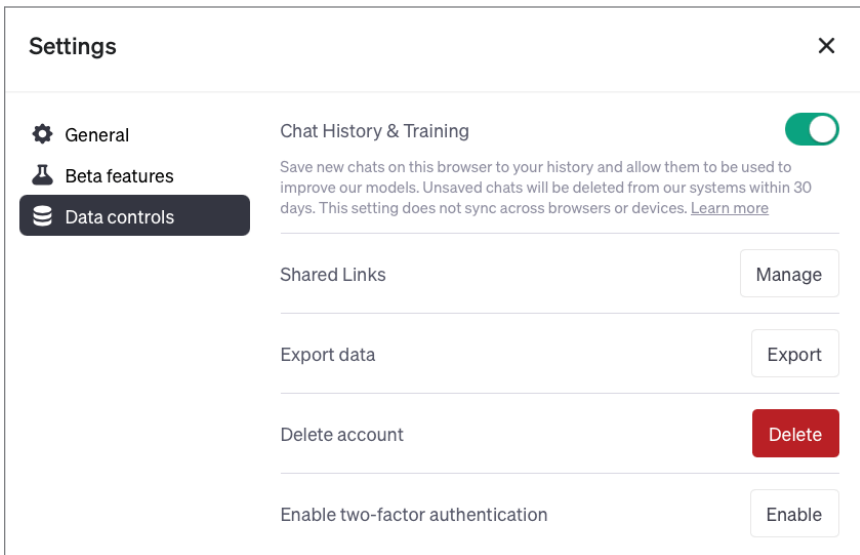 Settings
General
Beta features
Data controls
Chat History & Training
Save new chats on this browser to your history and allow them to be used to
improve our models. Unsaved chats will be deleted from our systems within 30
days. This setting does not sync across browsers or devices. Learn more
Shared Links
Manage
Export data
Export
Delete account
Delete
Enable two-factor authentication
Enable